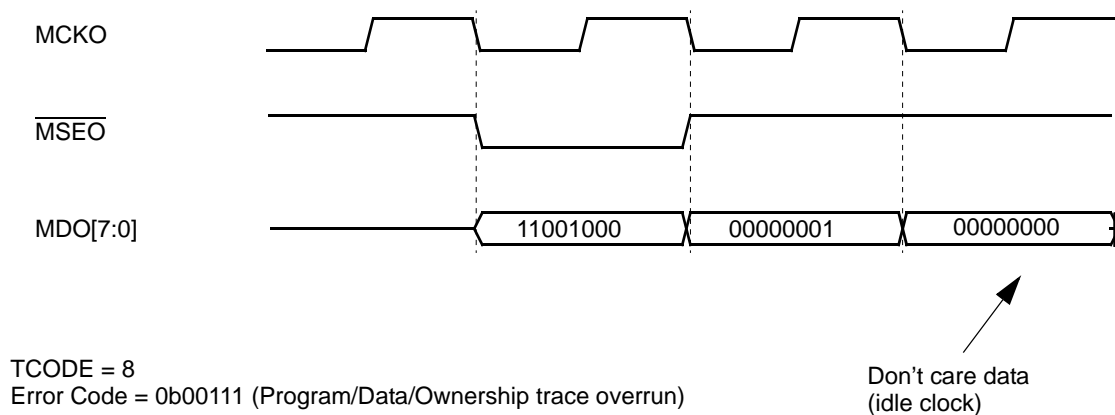 MCKO
MSEO
MDO[7:0]
11001000
00000001
00000000
TCODE = 8
Error Code = 0b00111 (Program/Data/Ownership trace overrun)
Don't care data
(idle clock)